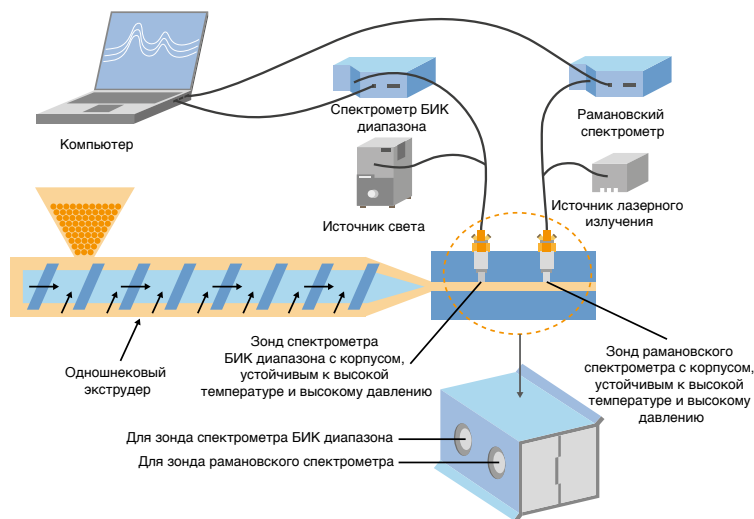 Компьютер
Спектрометр БИК
диапазона
Рамановский
спектрометр
Источник света
Источник лазерного
излучения
Одношнековый
экструдер
Зонд спектрометра
БИК диапазона с корпусом,
устойчивым к высокой
температуре и высокому давлению
Зонд рамановского
спектрометра с корпусом,
устойчивым к высокой
температуре и высокому
давлению
Для зонда спектрометра БИК диапазона
Для зонда рамановского спектрометра